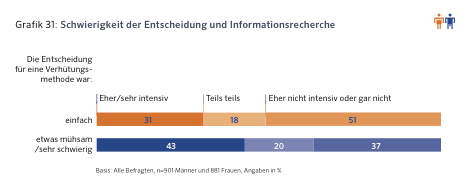 Grafik 31: Schwierigkeit der Entscheidung und Informationsrecherche
Die Entscheidung
für eine Verhütungs-
methode war:
Eher/sehr intensiv Teils teils Eher nicht intensiv oder gar nicht
einfach 31 18 51
etwas mühsam
/sehr schwierig 43 20 37
Basis: Alle Befragten, n=901 Männer und 881 Frauen, Angaben in %